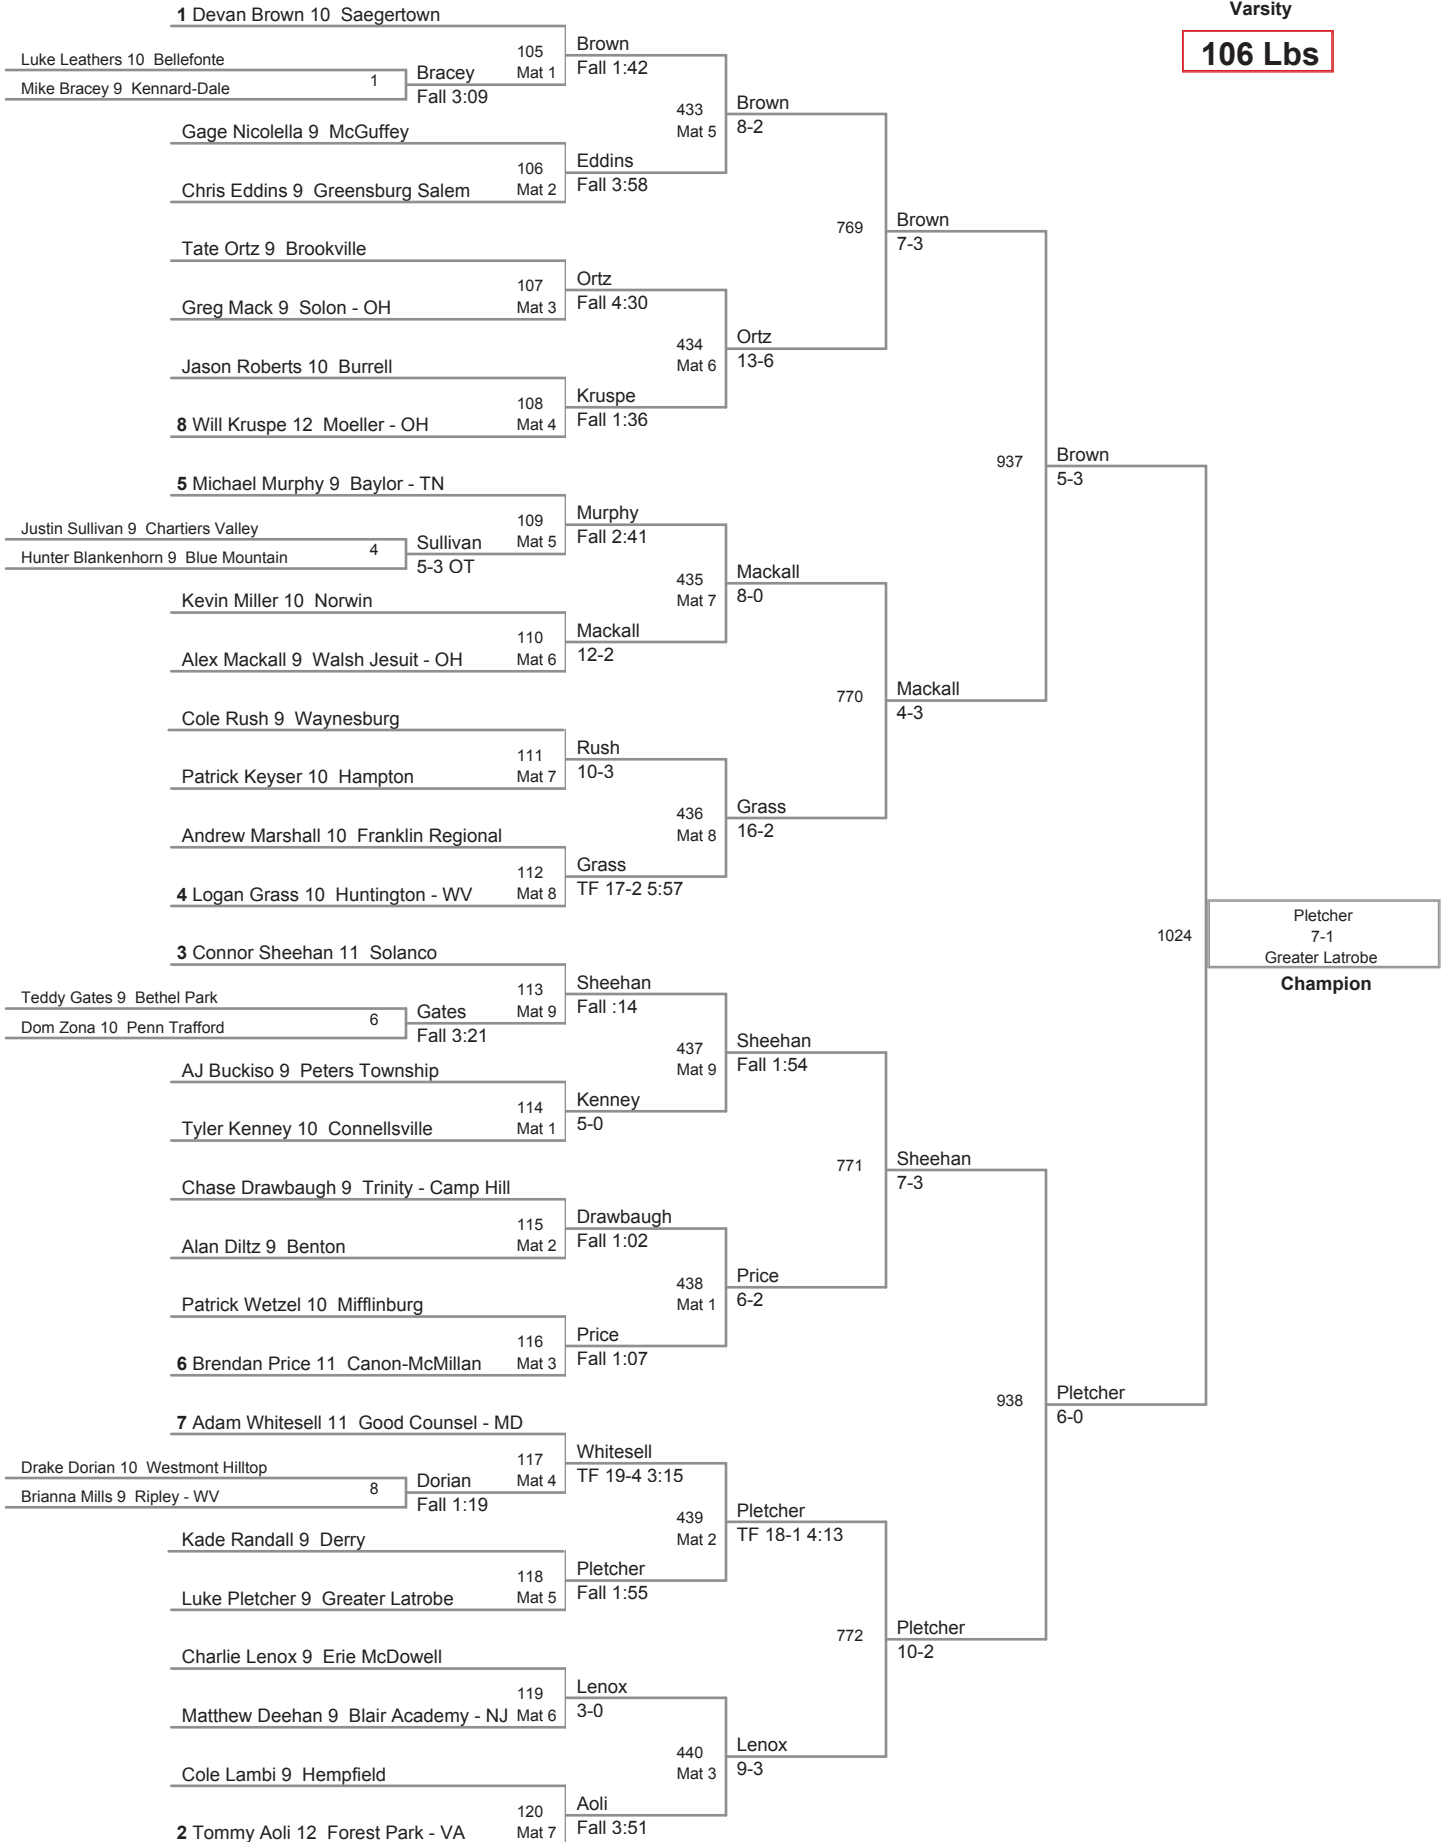 Varsity
106 Lbs
1 Devan Brown 10 Saegertown
Luke Leathers 10 Bellefonte
Mike Bracey 9 Kennard-Dale
1
Bracey
Fall 3:09
105
Mat 1
Brown
Fall 1:42
Gage Nicolella 9 McGuffey
Chris Eddins 9 Greensburg Salem
106
Mat 2
Eddins
Fall 3:58
433
Mat 5
Brown
8-2
Tate Ortz 9 Brookville
Greg Mack 9 Solon - OH
107
Mat 3
Ortz
Fall 4:30
Jason Roberts 10 Burrell
8 Will Kruspe 12 Moeller - OH
108
Mat 4
Kruspe
Fall 1:36
434
Mat 6
Ortz
13-6
769
Brown
7-3
5 Michael Murphy 9 Baylor - TN
Justin Sullivan 9 Chartiers Valley
Hunter Blankenhorn 9 Blue Mountain
4
Sullivan
5-3 OT
109
Mat 5
Murphy
Fall 2:41
Kevin Miller 10 Norwin
Alex Mackall 9 Walsh Jesuit - OH
110
Mat 6
Mackall
12-2
435
Mat 7
Mackall
8-0
Cole Rush 9 Waynesburg
Patrick Keyser 10 Hampton
111
Mat 7
Rush
10-3
Andrew Marshall 10 Franklin Regional
4 Logan Grass 10 Huntington - WV
112
Mat 8
Grass
TF 17-2 5:57
436
Mat 8
Grass
16-2
770
Mackall
4-3
937
Brown
5-3
3 Connor Sheehan 11 Solanco
Teddy Gates 9 Bethel Park
Dom Zona 10 Penn Trafford
6
Gates
Fall 3:21
113
Mat 9
Sheehan
Fall :14
AJ Buckiso 9 Peters Township
Tyler Kenney 10 Connellsville
114
Mat 1
Kenney
5-0
437
Mat 9
Sheehan
Fall 1:54
Chase Drawbaugh 9 Trinity - Camp Hill
Alan Diltz 9 Benton
115
Mat 2
Drawbaugh
Fall 1:02
Patrick Wetzel 10 Mifflinburg
6 Brendan Price 11 Canon-McMillan
116
Mat 3
Price
Fall 1:07
438
Mat 1
Price
6-2
771
Sheehan
7-3
7 Adam Whitesell 11 Good Counsel - MD
Drake Dorian 10 Westmont Hilltop
Brianna Mills 9 Ripley - WV
8
Dorian
Fall 1:19
117
Mat 4
Whitesell
TF 19-4 3:15
Kade Randall 9 Derry
Luke Pletcher 9 Greater Latrobe
118
Mat 5
Pletcher
Fall 1:55
439
Mat 2
Pletcher
TF 18-1 4:13
Charlie Lenox 9 Erie McDowell
Matthew Deehan 9 Blair Academy - NJ
119
Mat 6
Lenox
3-0
Cole Lambi 9 Hempfield
2 Tommy Aoli 12 Forest Park - VA
120
Mat 7
Aoli
Fall 3:51
440
Mat 3
Lenox
9-3
772
Pletcher
10-2
938
Pletcher
6-0
1024
Pletcher
7-1
Greater Latrobe
Champion